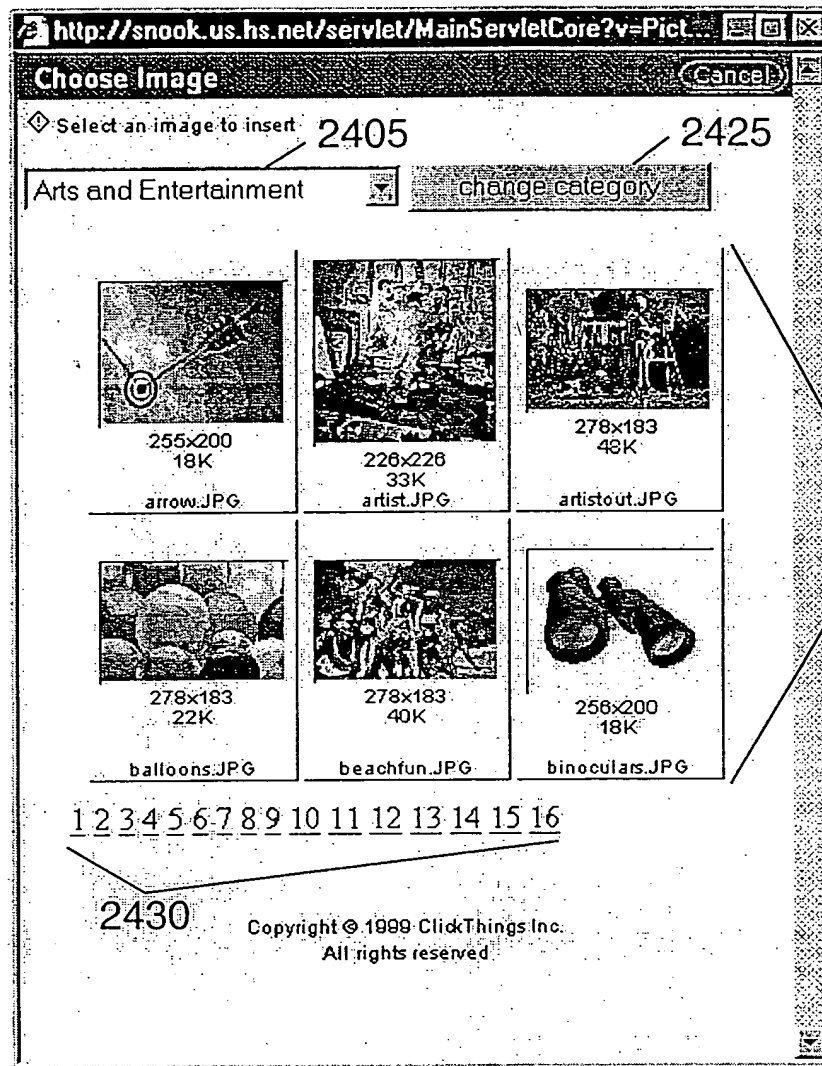 http://snook.us.hs.net/servlet/MainServletCore?v=Pict...
Choose Image
Cancel
Select an image to insert
2405
2425
Arts and Entertainment
change category
255x200
18K
arrow.JPG
226x226
33K
artist.JPG
278x183
48K
artistout.JPG
278x183
22K
balloons.JPG
278x183
40K
beachfun.JPG
256x200
18K
binoculars.JPG
1 2 3 4 5 6 7 8 9 10 11 12 13 14 15 16
2430
Copyright © 1999 ClickThings Inc.
All rights reserved